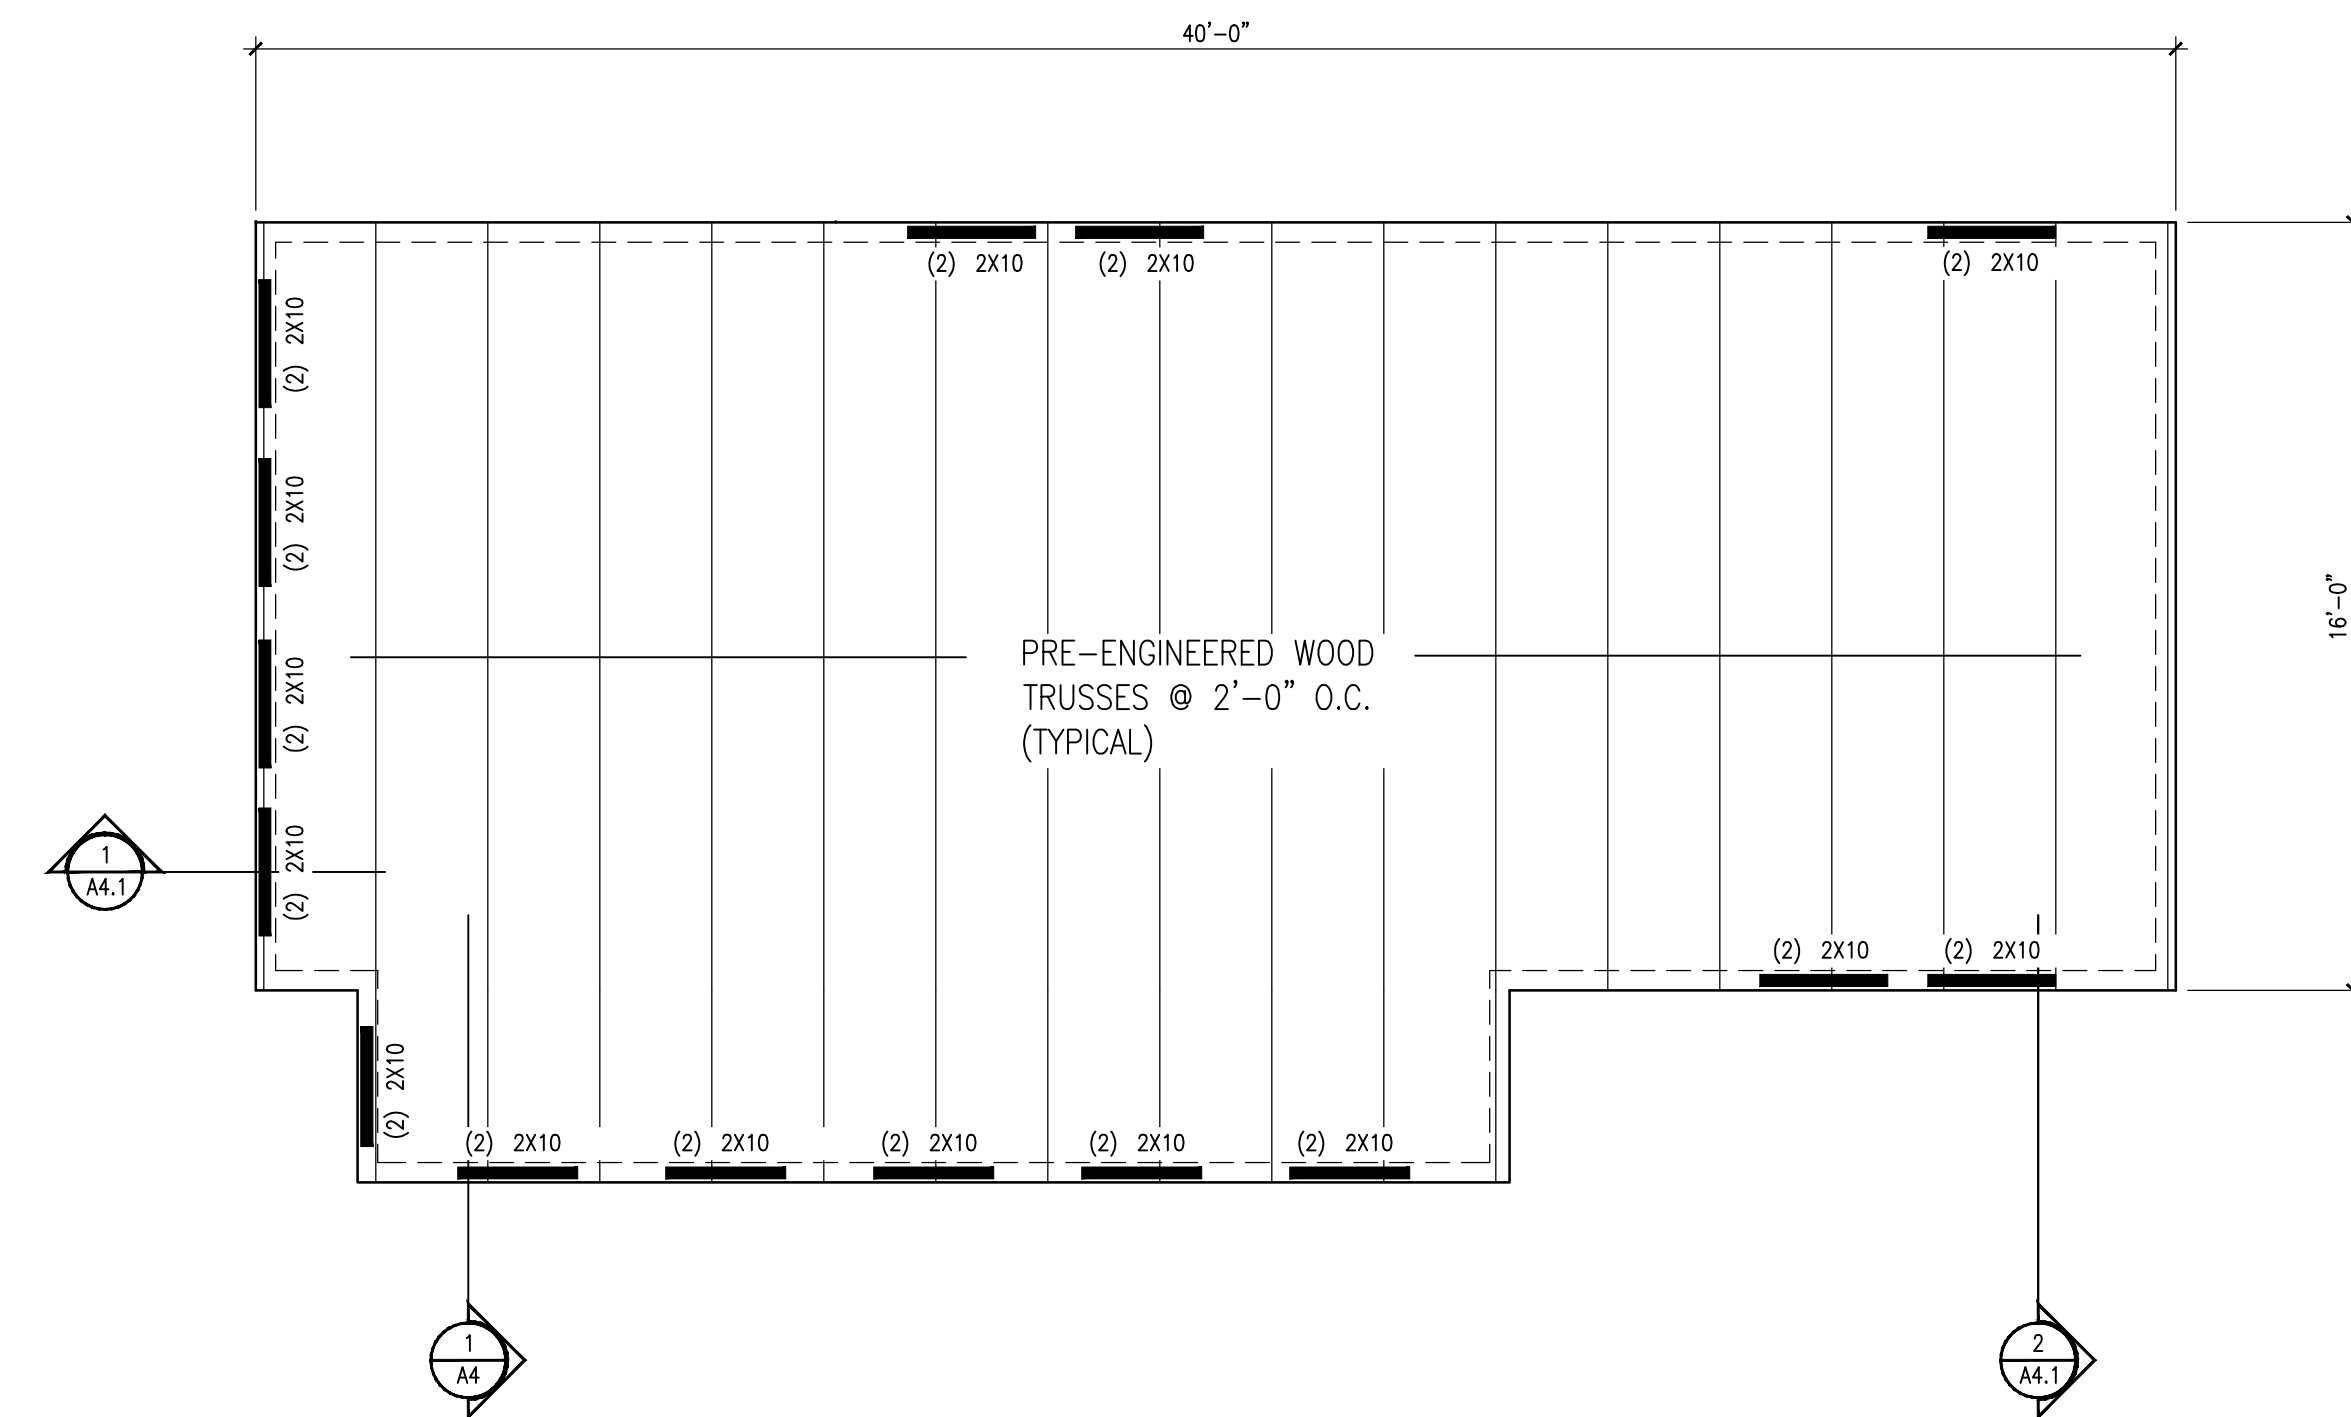 40'-0"
(2) 2X10
(2) 2X10
(2) 2X10
(2) 2X10
(2) 2X10
(2) 2X10
(2) 2X10
16'-0"
PRE-ENGINEERED WOOD
TRUSSES @ 2'-0" O.C.
(TYPICAL)
1
A4.1
(2) 2X10
(2) 2X10
(2) 2X10
(2) 2X10
(2) 2X10
(2) 2X10
(2) 2X10
(2) 2X10
1
A4
2
A4.1